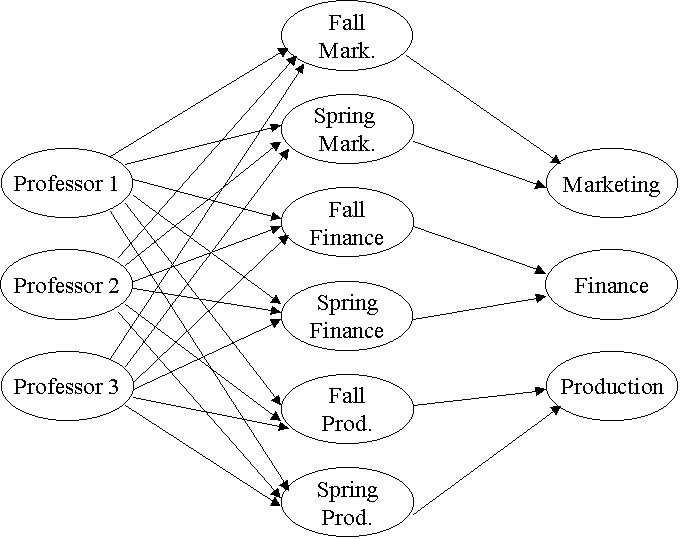 Professor 1
Professor 2
Professor 3
Fall
Mark.
Spring
Mark.
Fall
Finance
Spring
Finance
Fall
Prod.
Spring
Prod.
Marketing
Finance
Production